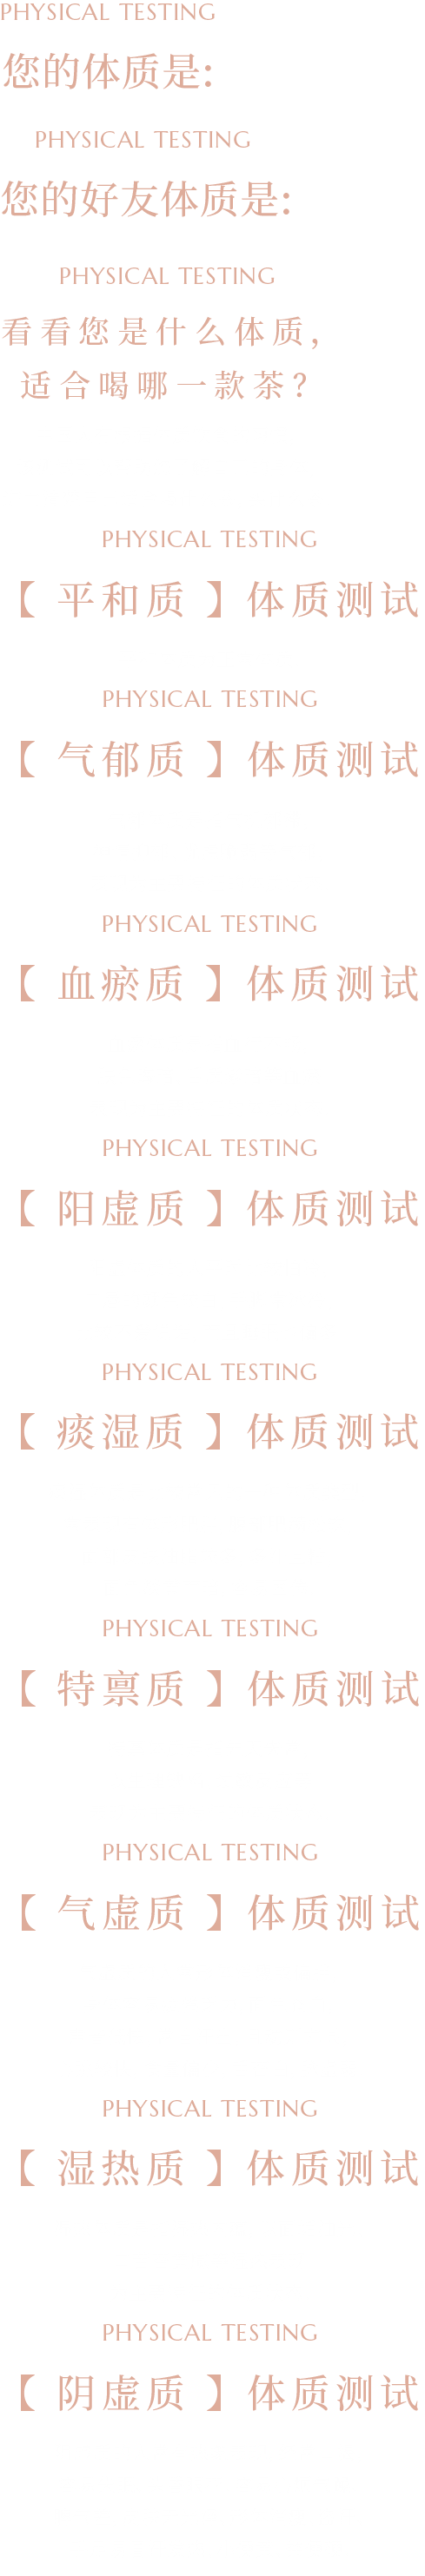 PHYSICAL TESTING
您的体质是:
PHYSICAL TESTING
您的好友体质是:
PHYSICAL TESTING
看看您是什么体质,
适合喝哪一款茶?
PHYSICAL TESTING
【 平和质 】体质测试
PHYSICAL TESTING
【 气郁质 】体质测试
PHYSICAL TESTING
【 血瘀质 】体质测试
PHYSICAL TESTING
【 阳虚质 】体质测试
PHYSICAL TESTING
【 痰湿质 】体质测试
PHYSICAL TESTING
【 特禀质 】体质测试
PHYSICAL TESTING
【 气虚质 】体质测试
PHYSICAL TESTING
【 湿热质 】体质测试
PHYSICAL TESTING
【 阴虚质 】体质测试